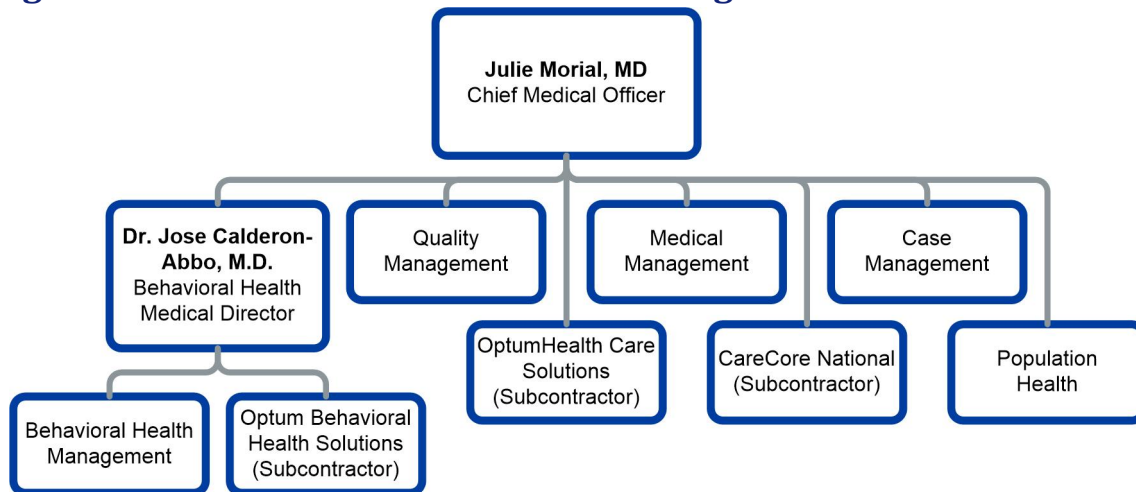 Julie Morial, MD
Chief Medical Officer
Dr. Jose Calderon-
Abbo, M.D.
Behavioral Health
Medical Director
Quality
Management
Medical
Management
Case
Management
OptumHealth Care
Solutions
(Subcontractor)
CareCore National
(Subcontractor)
Population
Health
Behavioral Health
Management
Optum Behavioral
Health Solutions
(Subcontractor)